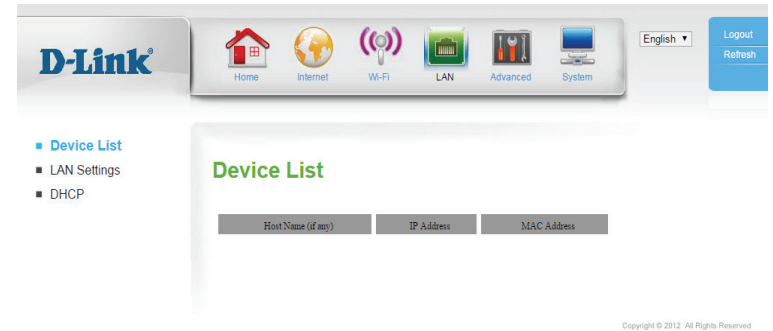 D-Link®
Home Internet Wi-Fi LAN Advanced System
English
Logout
Refresh
Device List
LAN Settings
DHCP
Device List
Host Name (if any) IP Address MAC Address
Copyright © 2012 All Rights Reserved